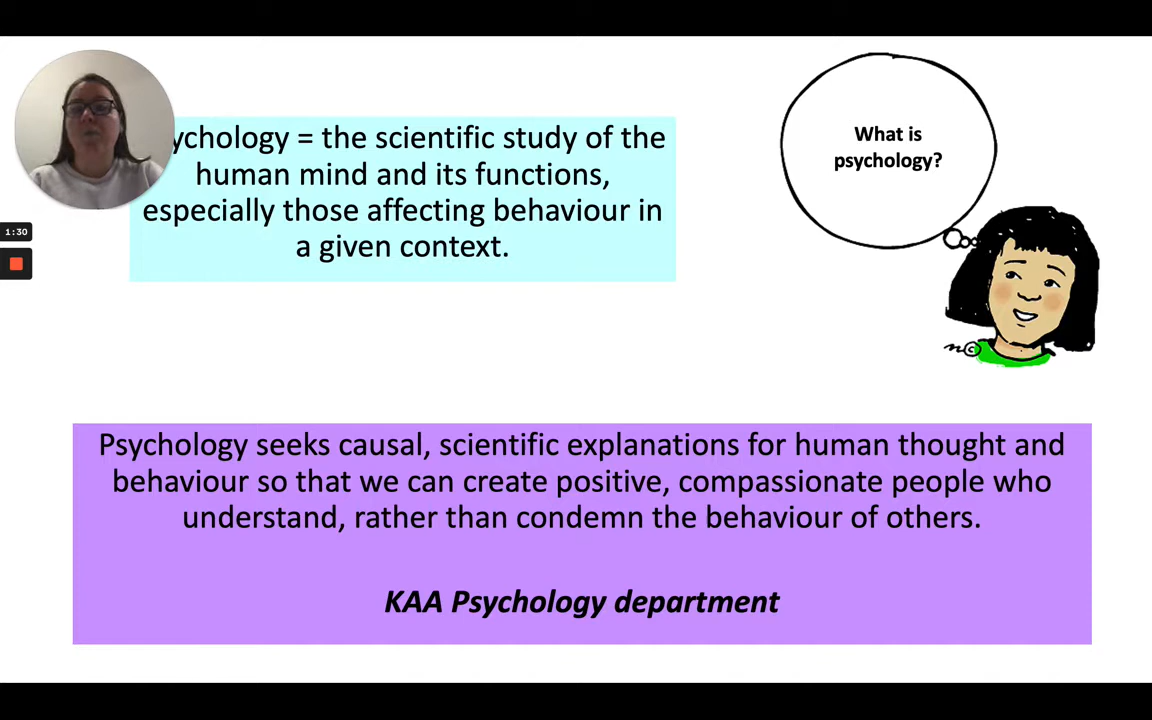 ychology = the scientific study of the
human mind and its functions,
especially those affecting behaviour in
a given context.
What is
psychology?
1:30
Psychology seeks causal, scientific explanations for human thought and
behaviour so that we can create positive, compassionate people who
understand, rather than condemn the behaviour of others.
KAA Psychology department